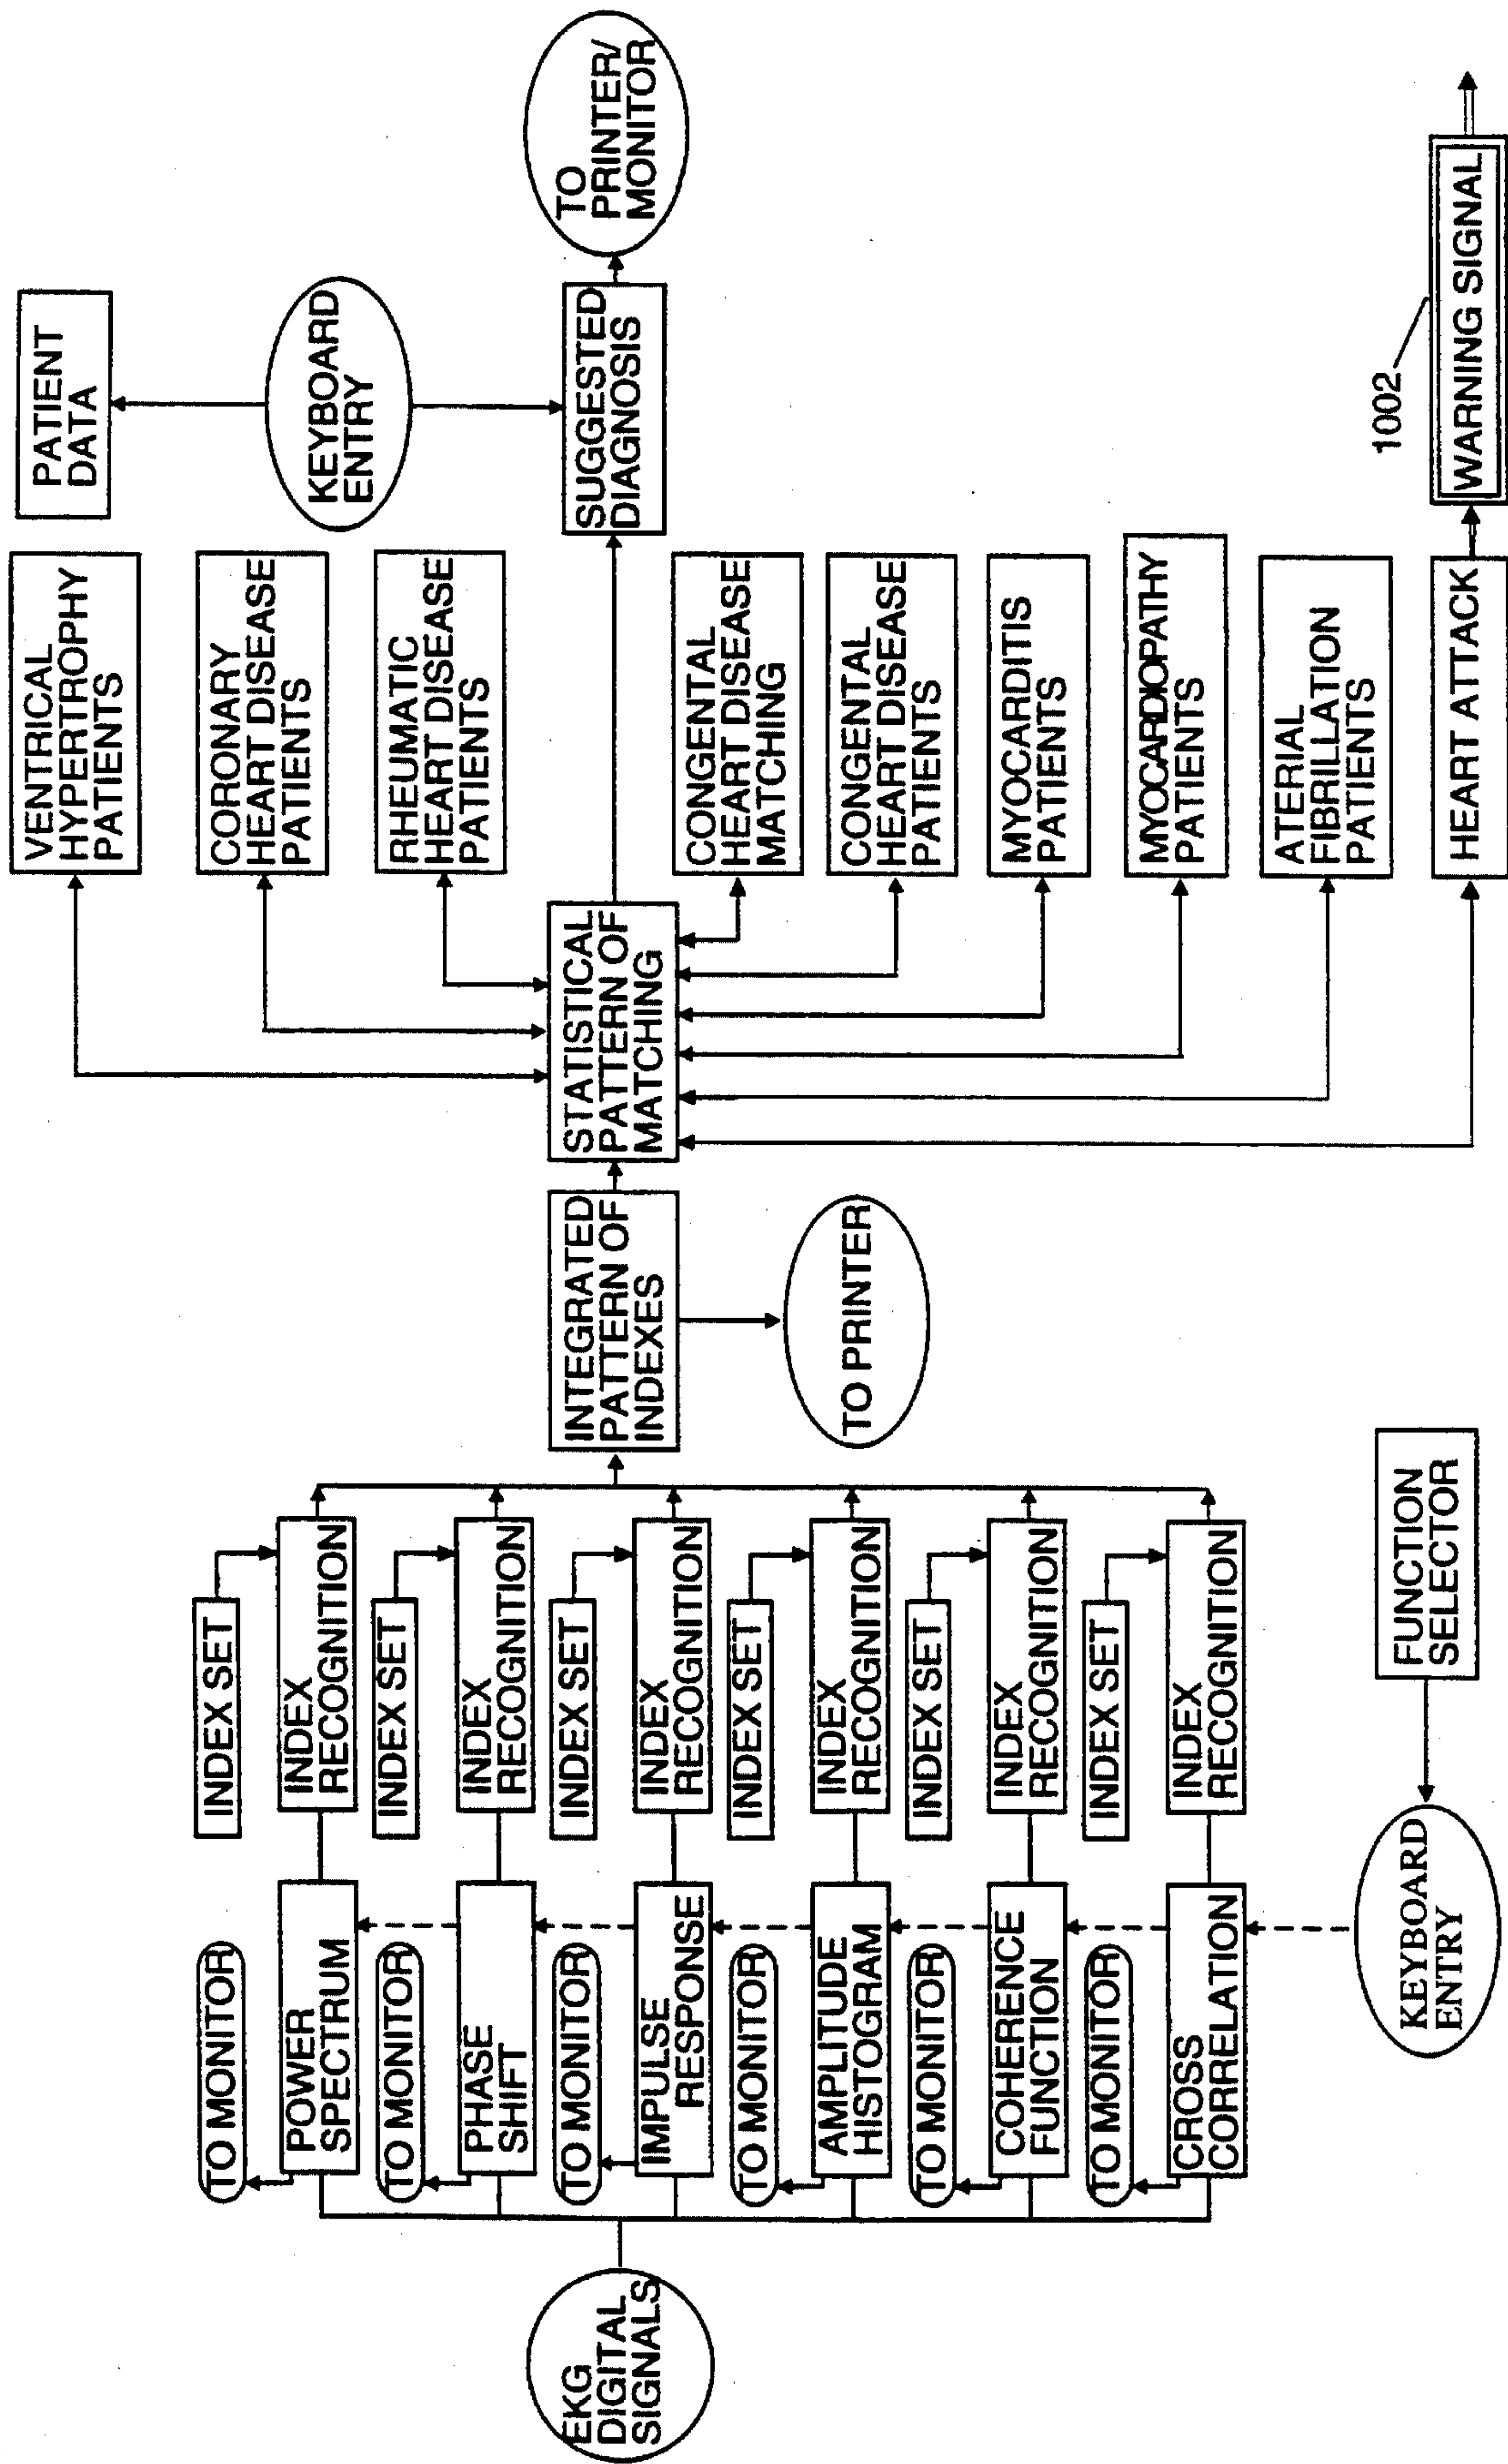 EKG
DIGITAL
SIGNALS
TO MONITOR
POWER
SPECTRUM
INDEX SET
INDEX
RECOGNITION
TO MONITOR
PHASE
SHIFT
INDEX SET
INDEX
RECOGNITION
TO MONITOR
IMPULSE
RESPONSE
INDEX SET
INDEX
RECOGNITION
TO MONITOR
AMPLITUDE
HISTOGRAM
INDEX SET
INDEX
RECOGNITION
TO MONITOR
COHERENCE
FUNCTION
INDEX SET
INDEX
RECOGNITION
TO MONITOR
CROSS
CORRELATION
INDEX SET
INDEX
RECOGNITION
KEYBOARD
ENTRY
FUNCTION
SELECTOR
INTEGRATED
PATTERN OF
INDEXES
TO PRINTER
STATISTICAL
PATTERN OF
MATCHING
VENTRICAL
HYPERTROPHY
PATIENTS
CORONARY
HEART DISEASE
PATIENTS
RHEUMATIC
HEART DISEASE
PATIENTS
CONGENTAL
HEART DISEASE
MATCHING
CONGENTAL
HEART DISEASE
PATIENTS
MYOCARDITIS
PATIENTS
MYOCARDIOPATHY
PATIENTS
ATERIAL
FIBRILLATION
PATIENTS
HEART ATTACK
PATIENT
DATA
KEYBOARD
ENTRY
SUGGESTED
DIAGNOSIS
TO
PRINTER/
MONITOR
1002
WARNING SIGNAL